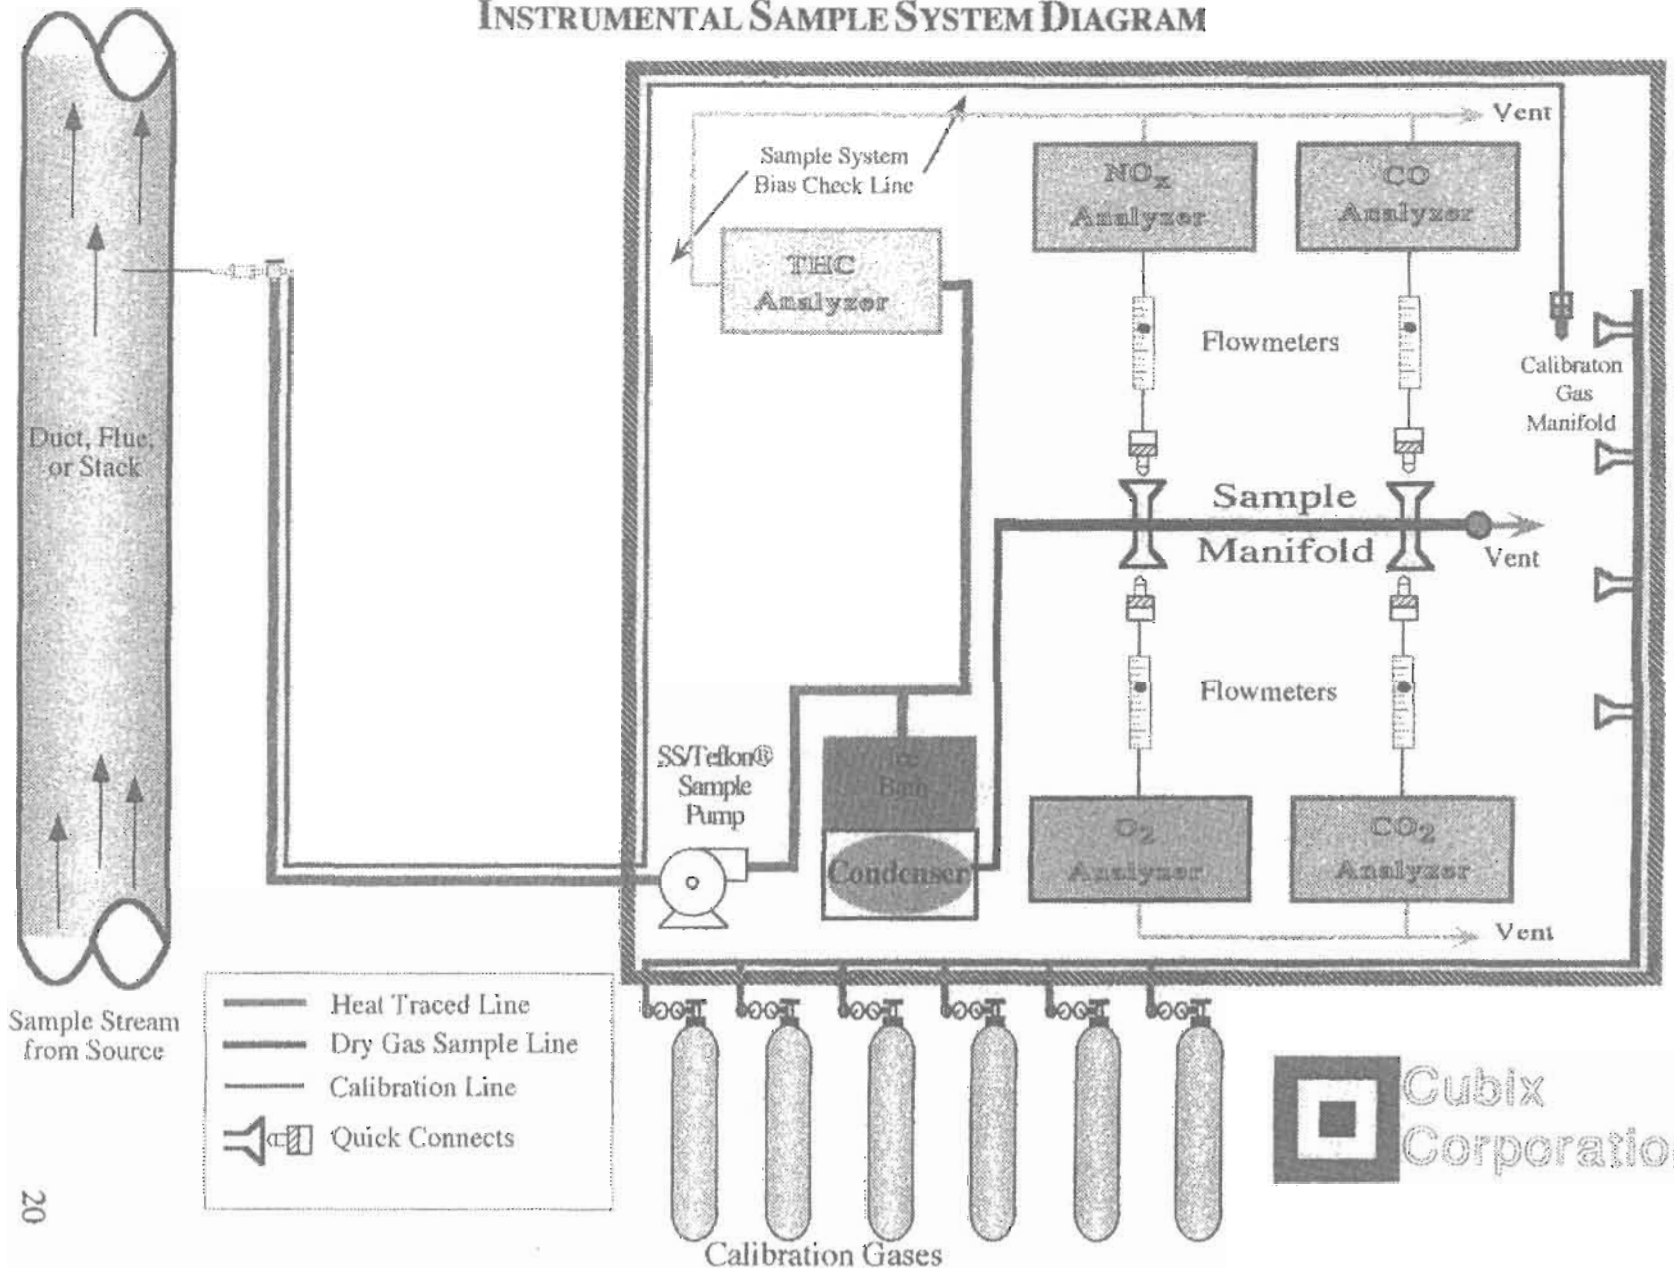 INSTRUMENTAL SAMPLE SYSTEM DIAGRAM
Vent
Sample System
Bias Check Line
NOx
Analyzer
CO
Analyzer
THC
Analyzer
Flowmeters
Calibraton
Gas
Manifold
Duct, Flue,
or Stack
Sample
Manifold
Vent
Flowmeters
SS/Teflon®
Sample
Pump
Ice
Bath
Condenser
O2
Analyzer
CO2
Analyzer
Vent
Sample Stream
from Source
Heat Traced Line
Dry Gas Sample Line
Calibration Line
Quick Connects
Cubix
Corporatio
20
Calibration Gases